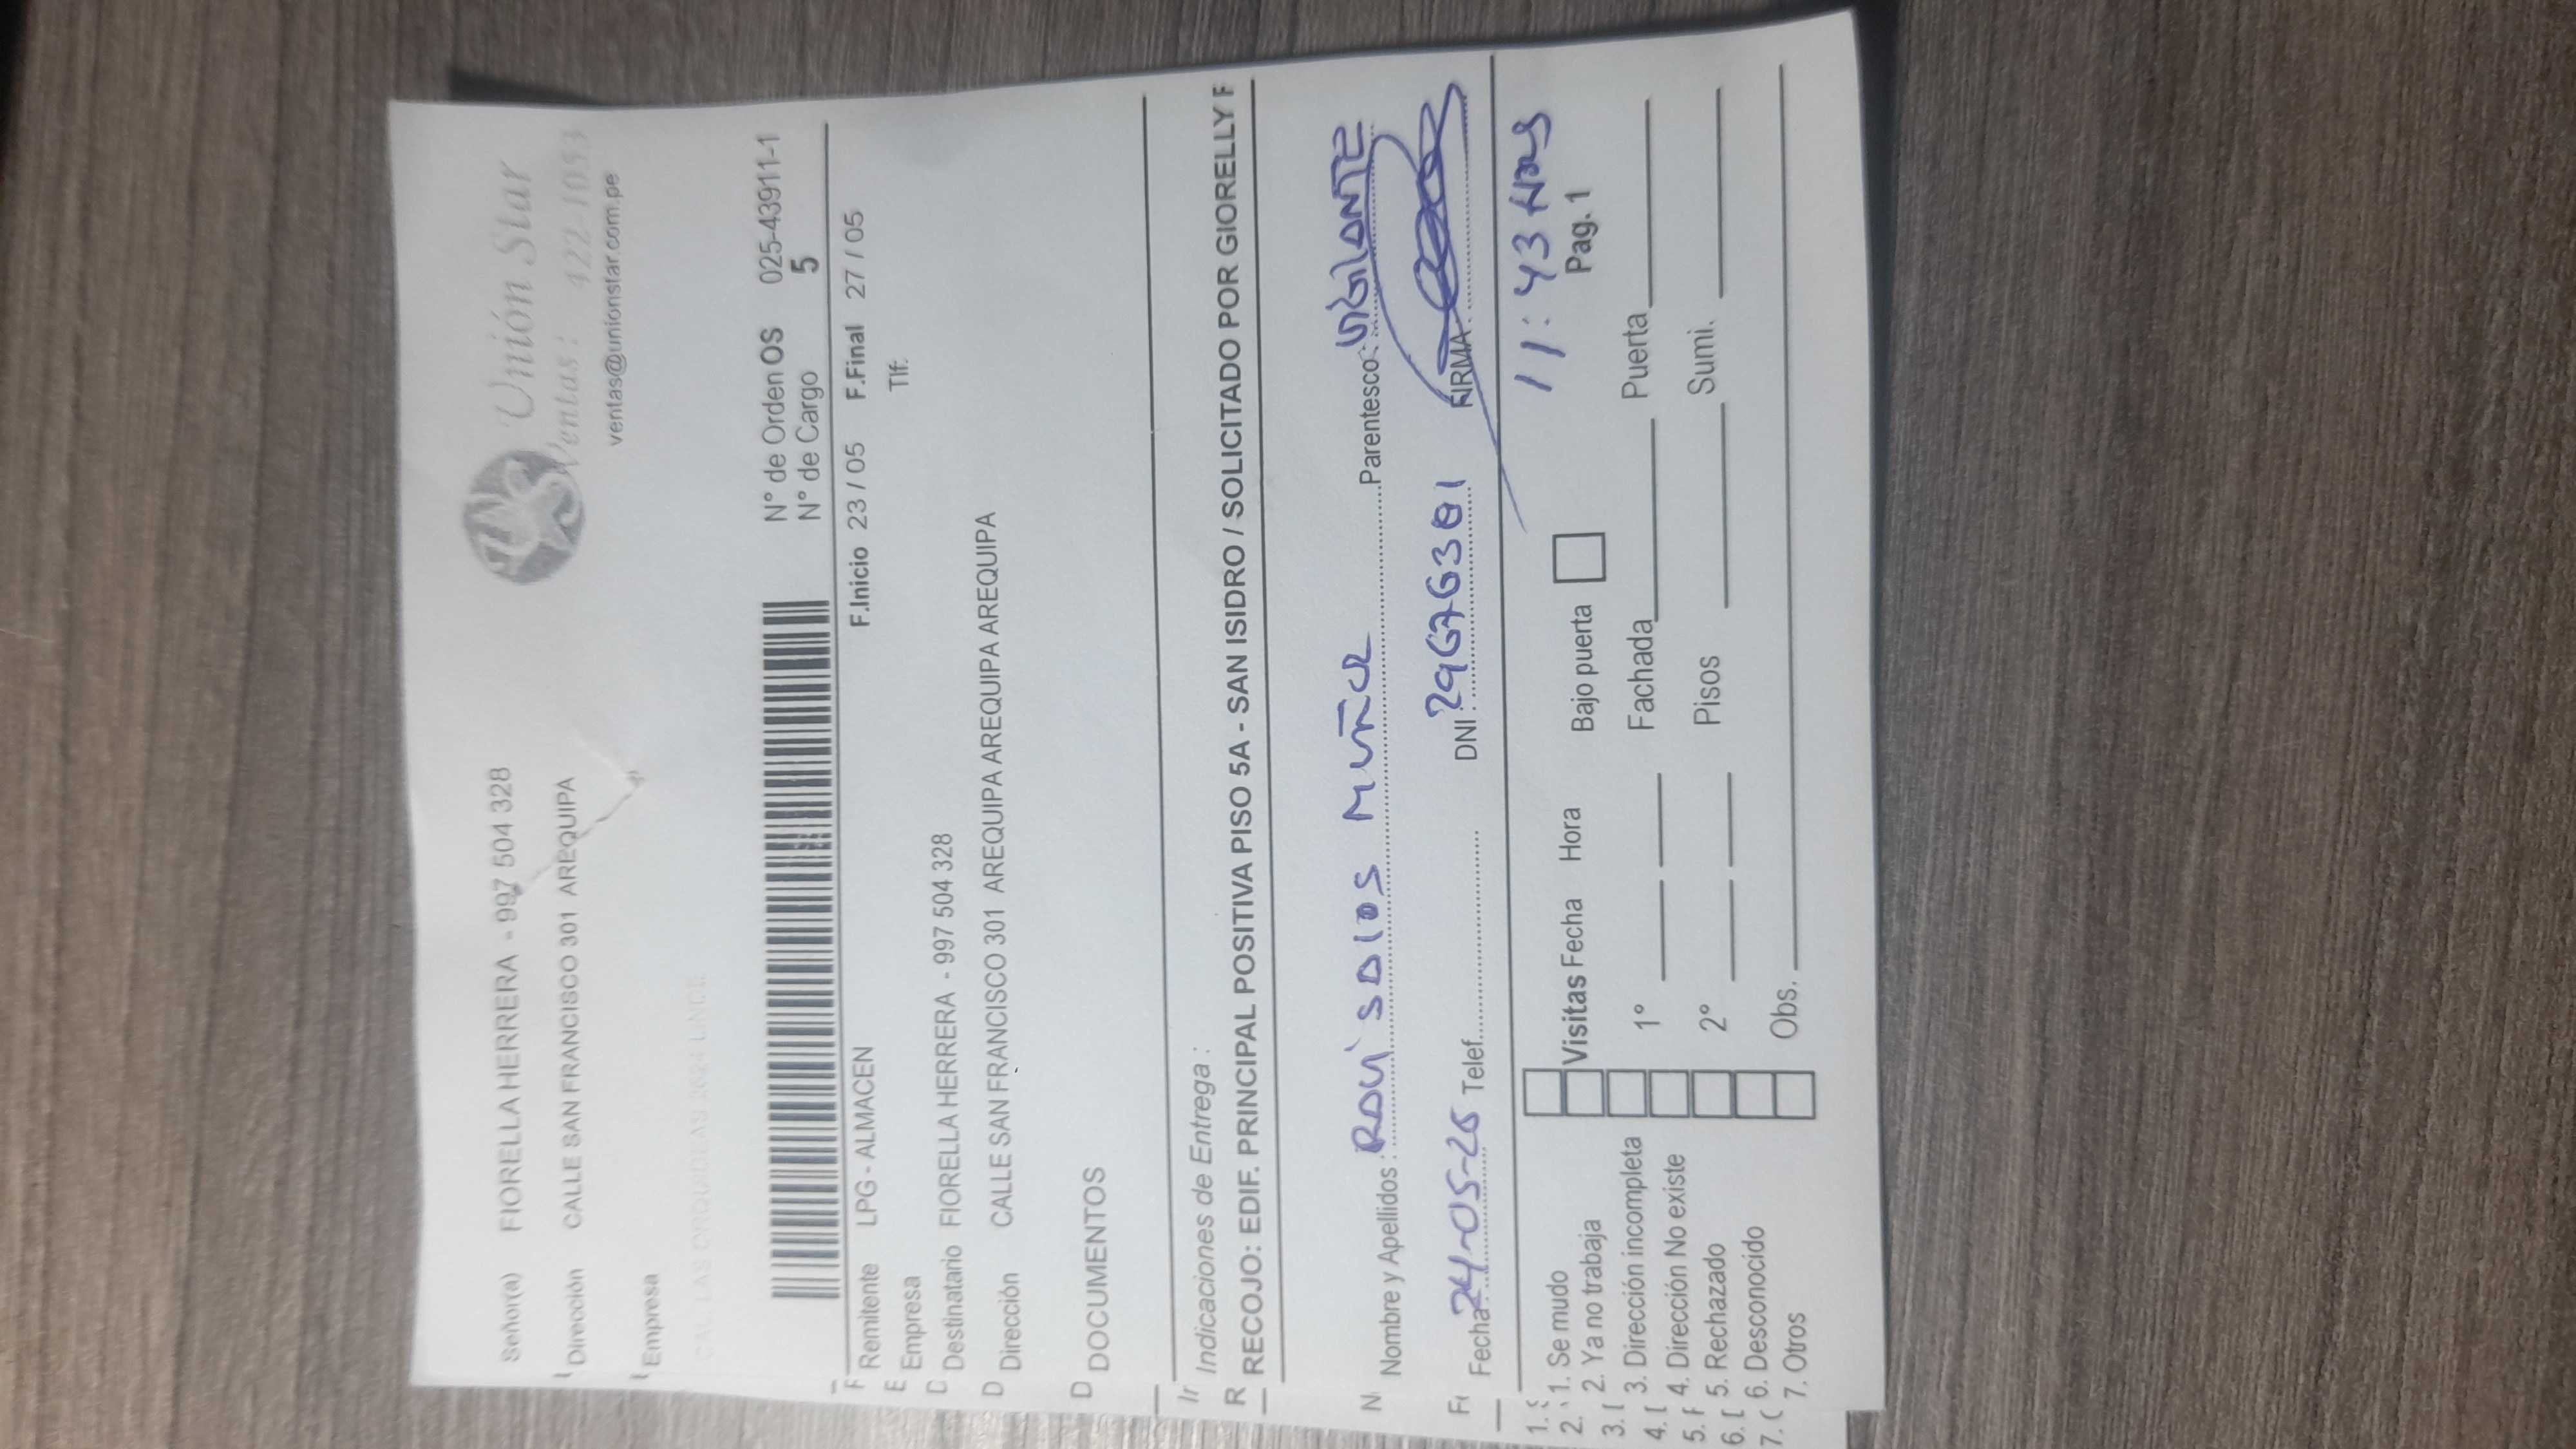 Unión Star
Ventas: 422-1053
ventas@unionstar.com.pe
Señor(a) FIORELLA HERRERA - 997 504 328
Dirección CALLE SAN FRANCISCO 301 AREQUIPA
Empresa
N° de Orden OS 025-43911-1
N° de Cargo 5
F.Inicio 23 / 05 F.Final 27 / 05
Remitente LPG - ALMACEN
Empresa Tlf.
Destinatario FIORELLA HERRERA - 997 504 328
Dirección CALLE SAN FRANCISCO 301 AREQUIPA AREQUIPA AREQUIPA
D DOCUMENTOS
Indicaciones de Entrega :
RECOJO: EDIF. PRINCIPAL POSITIVA PISO 5A - SAN ISIDRO / SOLICITADO POR GIORELLY F
Nombre y Apellidos : Parentesco: VIGILANTE
Fecha 24-05-25 Telef. DNI : 29676381 FIRMA :
11:43 Hrs
Pag. 1
1. Se mudo
2. Ya no trabaja Visitas Fecha Hora Bajo puerta
3. Dirección incompleta 1° Fachada Puerta
4. Dirección No existe
5. Rechazado 2° Pisos Sumi.
6. Desconocido
7. Otros Obs.